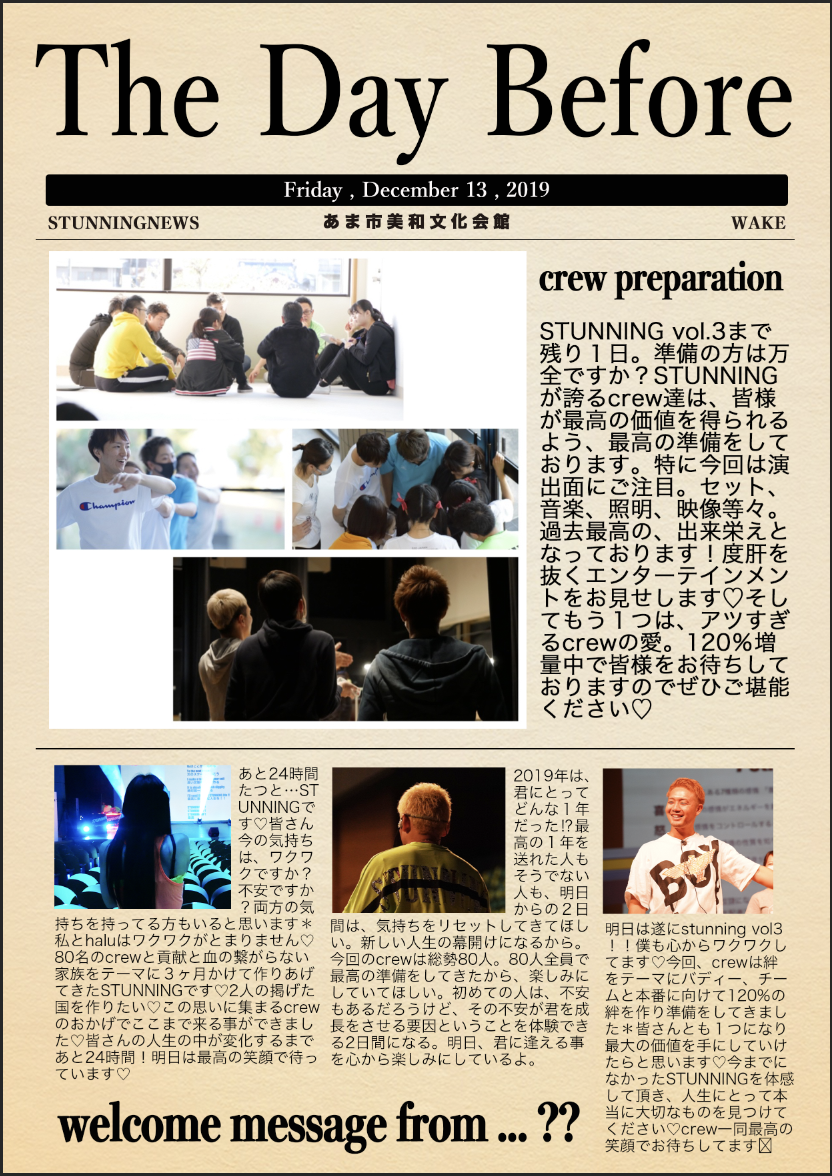 The Day Before
Friday , December 13 , 2019
STUNNINGNEWS
あま市美和文化会館
WAKE
crew preparation
STUNNING vol.3まで
残り１日。準備の方は万
全ですか？STUNNING
が誇るcrew達は、皆様
が最高の価値を得られる
よう、最高の準備をして
おります。特に今回は演
出面にご注目。セット、
音楽、照明、映像等々。
過去最高の、出来栄えと
なっております！度肝を
抜くエンターテインメン
トをお見せします♡そし
てもう１つは、アツすぎ
るcrewの愛。120%増
量中で皆様をお待ちして
おりますのでぜひご堪能
ください♡
Champion
あと24時間
たつと…ST
UNNINGで
す♡皆さん
今の気持ち
は、ワクワ
クですか？
不安ですか
？両方の気
持ちを持ってる方もいると思います＊
私とhaluはワクワクがとまりません♡
80名のcrewと貢献と血の繋がらない
家族をテーマに３ヶ月かけて作りあげ
てきたSTUNNINGです♡2人の掲げた
国を作りたい♡この思いに集まるcrew
のおかげでここまで来る事ができまし
た♡皆さんの人生の中が変化するまで
あと24時間！明日は最高の笑顔で待っ
ています♡
STUNNING
2019年は、
君にとって
どんな１年
だった!?最
高の１年を
送れた人も
そうでない
人も、明日
からの２日
間は、気持ちをリセットしてきてほし
い。新しい人生の幕開けになるから。
今回のcrewは総勢80人。80人全員で
最高の準備をしてきたから、楽しみに
していてほしい。初めての人は、不安
もあるだろうけど、その不安が君を成
長をさせる要因ということを体験でき
る2日間になる。明日、君に逢える事
を心から楽しみにしているよ。
BOY
明日は遂にstunning vol3
！！僕も心からワクワクし
てます♡今回、crewは絆
をテーマにバディー、チー
ムと本番に向けて120%の
絆を作り準備をしてきまし
た＊皆さんとも１つになり
最大の価値を手にしていけ
たらと思います♡今までに
なかったSTUNNINGを体感
して頂き、人生にとって本
当に大切なものを見つけて
ください♡crew一同最高の
笑顔でお待ちしてます
welcome message from ... ??